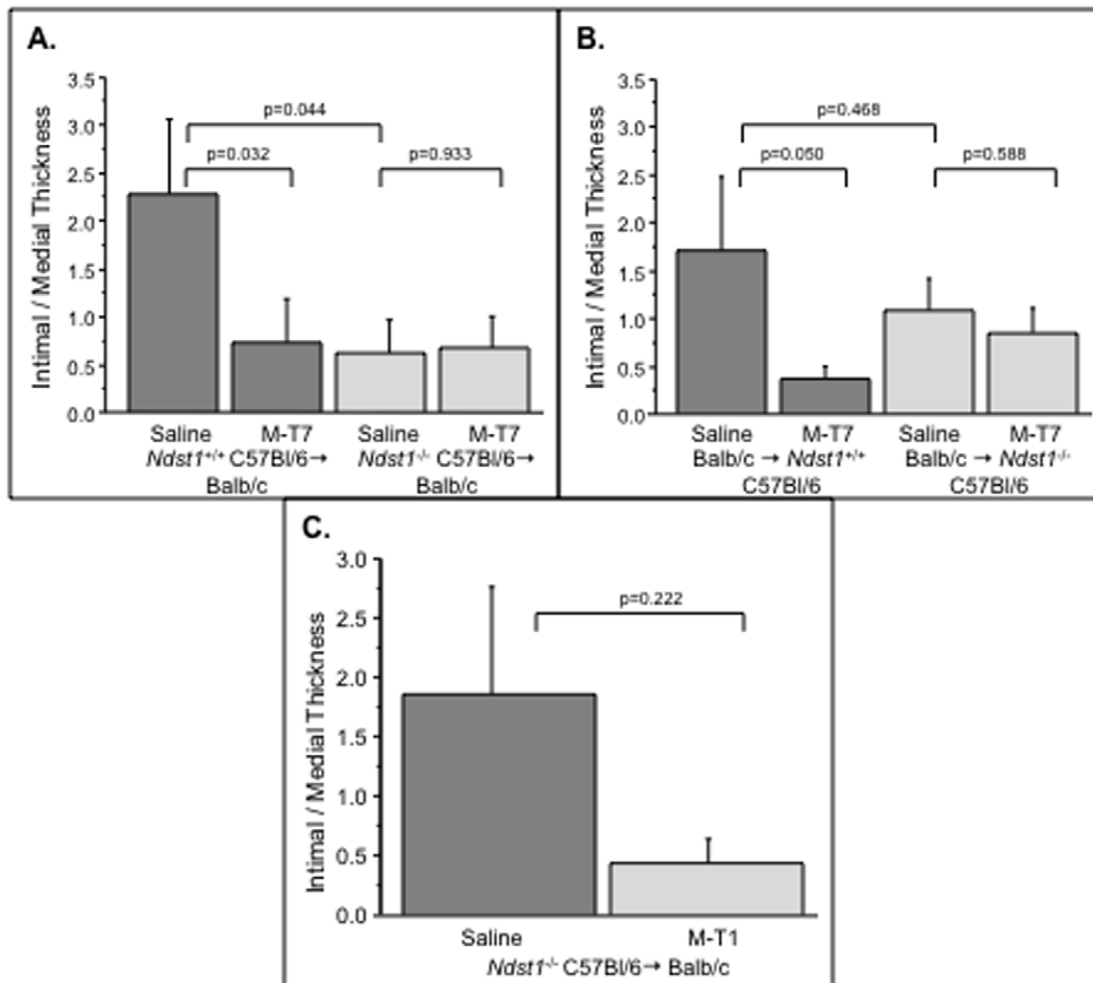 A.
Intimal / Medial Thickness
3.5
3.0
2.5
2.0
1.5
1.0
0.5
0.0
p=0.044
p=0.032
p=0.933
Saline M-T7 Saline M-T7
Ndst1+/+ C57Bl/6→ Ndst1-/- C57Bl/6→
Balb/c Balb/c
B.
Intimal / Medial Thickness
3.5
3.0
2.5
2.0
1.5
1.0
0.5
0.0
p=0.468
p=0.050
p=0.588
Saline M-T7 Saline M-T7
Balb/c → Ndst1+/+ Balb/c → Ndst1-/-
C57Bl/6 C57Bl/6
C.
Intimal / Medial Thickness
3.0
2.5
2.0
1.5
1.0
0.5
0.0
p=0.222
Saline M-T1
Ndst1-/- C57Bl/6→ Balb/c